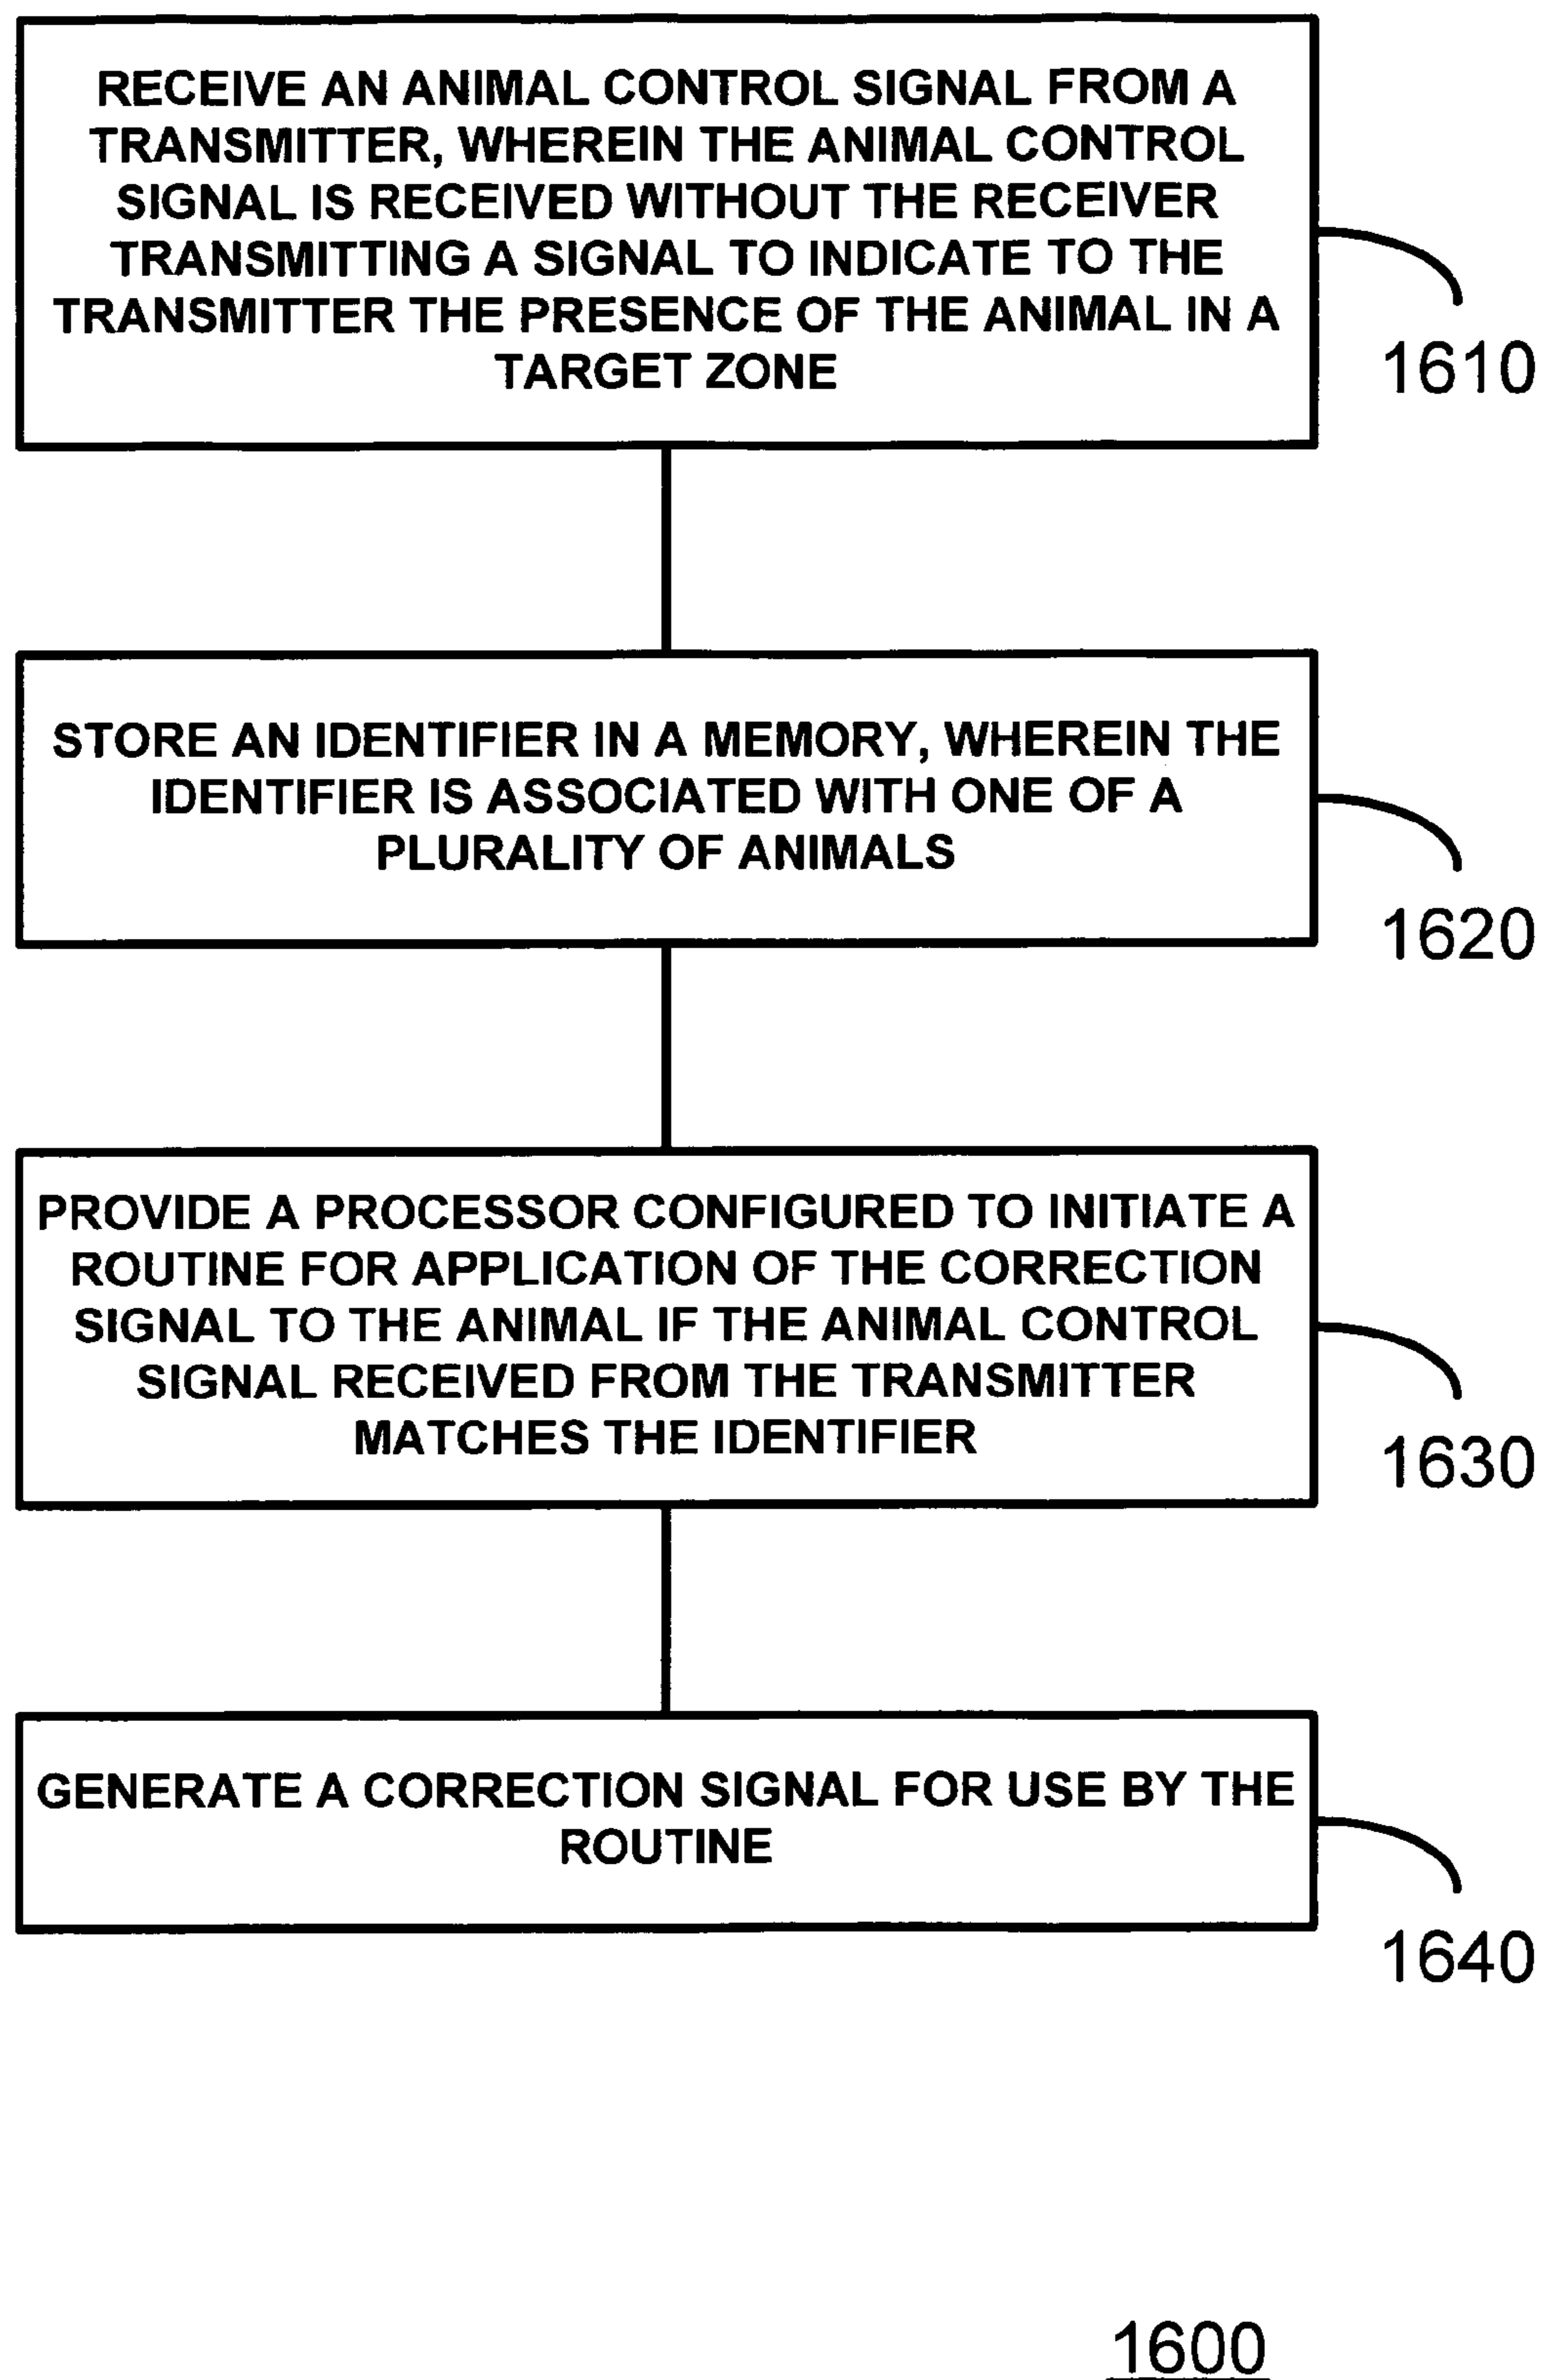 RECEIVE AN ANIMAL CONTROL SIGNAL FROM A
TRANSMITTER, WHEREIN THE ANIMAL CONTROL
SIGNAL IS RECEIVED WITHOUT THE RECEIVER
TRANSMITTING A SIGNAL TO INDICATE TO THE
TRANSMITTER THE PRESENCE OF THE ANIMAL IN A
TARGET ZONE
1610
STORE AN IDENTIFIER IN A MEMORY, WHEREIN THE
IDENTIFIER IS ASSOCIATED WITH ONE OF A
PLURALITY OF ANIMALS
1620
PROVIDE A PROCESSOR CONFIGURED TO INITIATE A
ROUTINE FOR APPLICATION OF THE CORRECTION
SIGNAL TO THE ANIMAL IF THE ANIMAL CONTROL
SIGNAL RECEIVED FROM THE TRANSMITTER
MATCHES THE IDENTIFIER
1630
GENERATE A CORRECTION SIGNAL FOR USE BY THE
ROUTINE
1640
1600